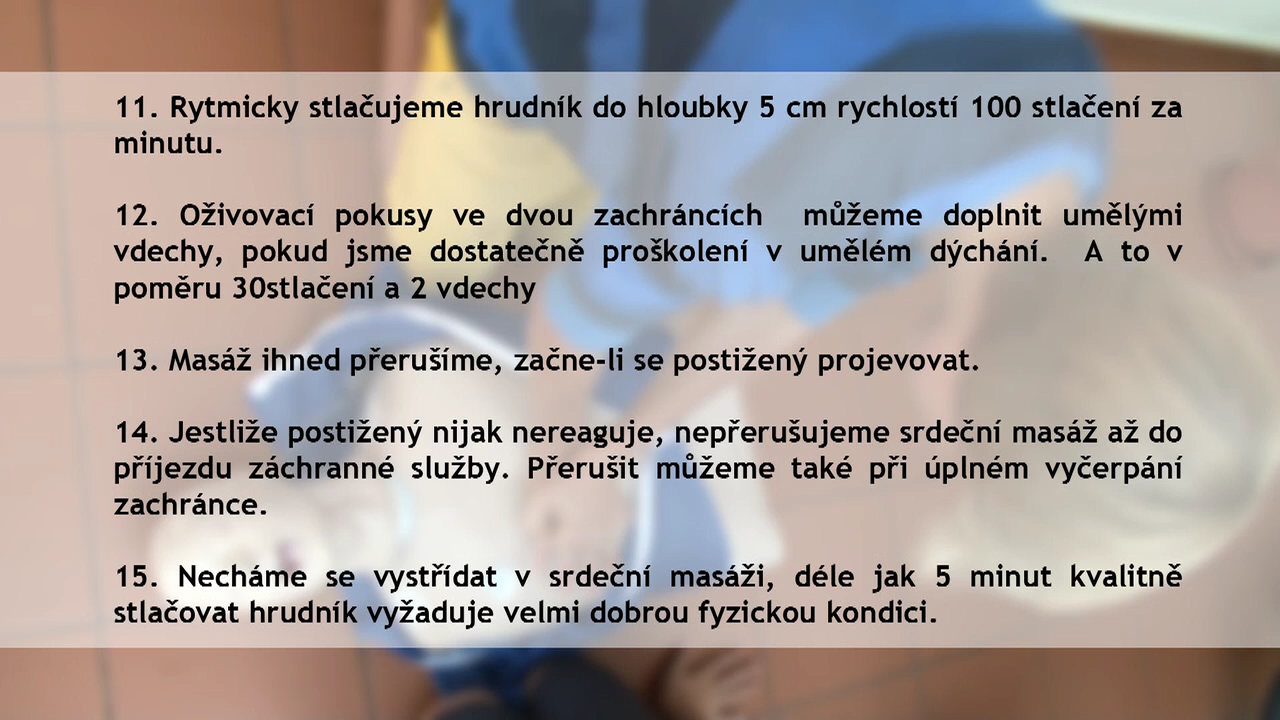 11. Rytmicky stlačujeme hrudník do hloubky 5 cm rychlostí 100 stlačení za
minutu.
12. Oživovací pokusy ve dvou zachráncích můžeme doplnit umělými
vdechy, pokud jsme dostatečně proškolení v umělém dýchání. A to v
poměru 30stlačení a 2 vdechy
13. Masáž ihned přerušíme, začne-li se postižený projevovat.
14. Jestliže postižený nijak nereaguje, nepřerušujeme srdeční masáž až do
příjezdu záchranné služby. Přerušit můžeme také při úplném vyčerpání
zachránce.
15. Necháme se vystřídat v srdeční masáži, déle jak 5 minut kvalitně
stlačovat hrudník vyžaduje velmi dobrou fyzickou kondici.